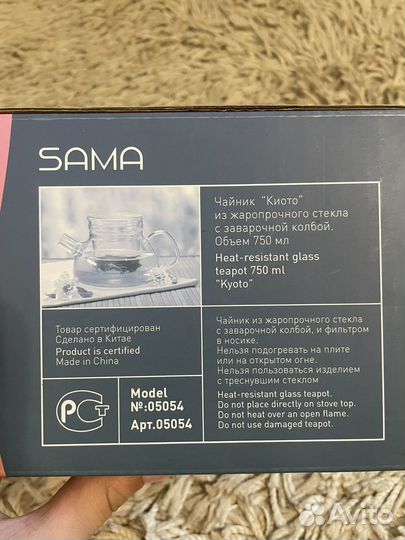 SAMA
Чайник "Киото"
из жаропрочного стекла
с заварочной колбой.
Объем 750 мл
Heat-resistant glass
teapot 750 ml
"Kyoto"
Товар сертифицирован
Сделано в Китае
Product is certified
Made in China
РСТ
Model
№:05054
Арт.05054
Чайник из жаропрочного стекла
с заварочной колбой, и фильтром
в носике.
Нельзя подогревать на плите
или на открытом огне.
Нельзя пользоваться изделием
с треснувшим стеклом
Heat-resistant glass teapot.
Do not place directly on stove top.
Do not heat over an open flame.
Do not use damaged teapot.
Avito